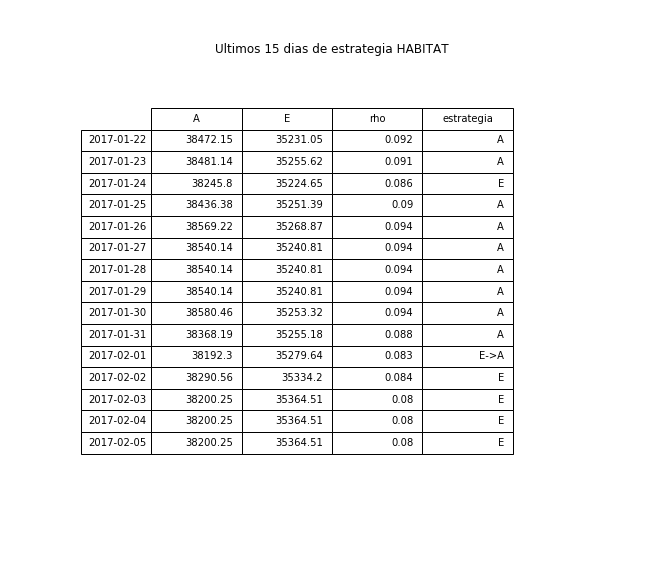 Ultimos 15 dias de estrategia HABITAT
A E rho estrategia
2017-01-22 38472.15 35231.05 0.092 A
2017-01-23 38481.14 35255.62 0.091 A
2017-01-24 38245.8 35224.65 0.086 E
2017-01-25 38436.38 35251.39 0.09 A
2017-01-26 38569.22 35268.87 0.094 A
2017-01-27 38540.14 35240.81 0.094 A
2017-01-28 38540.14 35240.81 0.094 A
2017-01-29 38540.14 35240.81 0.094 A
2017-01-30 38580.46 35253.32 0.094 A
2017-01-31 38368.19 35255.18 0.088 A
2017-02-01 38192.3 35279.64 0.083 E->A
2017-02-02 38290.56 35334.2 0.084 E
2017-02-03 38200.25 35364.51 0.08 E
2017-02-04 38200.25 35364.51 0.08 E
2017-02-05 38200.25 35364.51 0.08 E